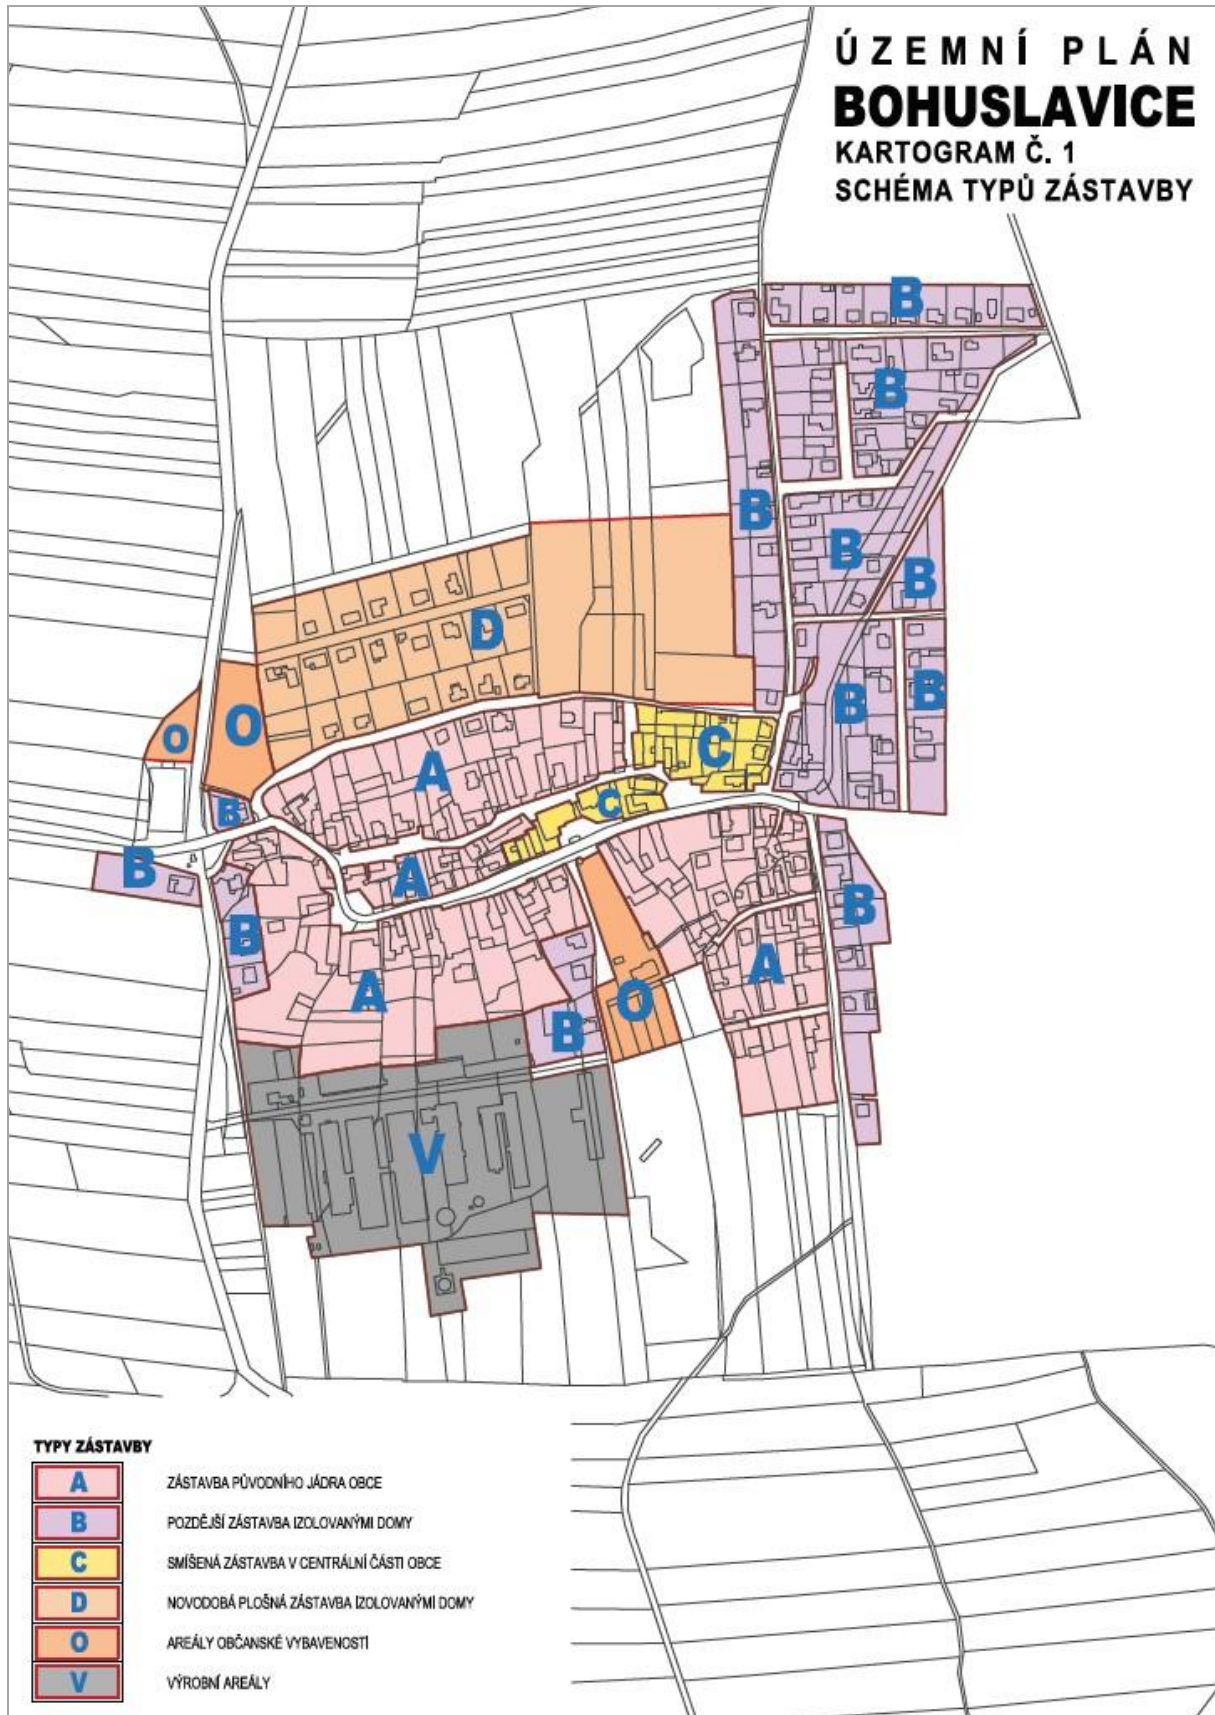 ÚZEMNÍ PLÁN
BOHUSLAVICE
KARTOGRAM Č. 1
SCHÉMA TYPŮ ZÁSTAVBY
B
B
B
B
B
D
B
B
O
O
C
A
C
B
B
A
B
B
A
A
O
B
V
TYPY ZÁSTAVBY
A ZÁSTAVBA PŮVODNÍHO JÁDRA OBCE
B POZDĚJŠÍ ZÁSTAVBA IZOLOVANÝMI DOMY
C SMÍŠENÁ ZÁSTAVBA V CENTRÁLNÍ ČÁSTI OBCE
D NOVODOBÁ PLOŠNÁ ZÁSTAVBA IZOLOVANÝMI DOMY
O AREÁLY OBČANSKÉ VYBAVENOSTI
V VÝROBNÍ AREÁLY